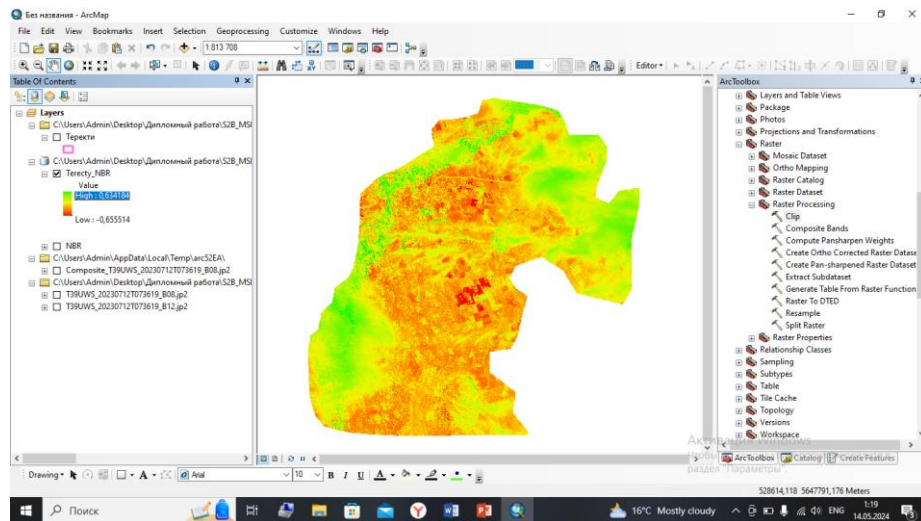 Без названия - ArcMap
File Edit View Bookmarks Insert Selection Geoprocessing Customize Windows Help
1:813 708
Editor
Table Of Contents
ArcToolbox
Layers
C:\Users\Admin\Desktop\Дипломный работа\S2B_MSI
Теректи
C:\Users\Admin\Desktop\Дипломный работа\S2B_MSI
Terecty_NBR
Value
High : 0,634184
Low : -0,655514
NBR
C:\Users\Admin\AppData\Local\Temp\arc52EA\
Composite_T39UWS_20230712T073619_B08.jp2
C:\Users\Admin\Desktop\Дипломный работа\S2B_MSI
T39UWS_20230712T073619_B08.jp2
T39UWS_20230712T073619_B12.jp2
Layers and Table Views
Package
Photos
Projections and Transformations
Raster
Mosaic Dataset
Ortho Mapping
Raster Catalog
Raster Dataset
Raster Processing
Clip
Composite Bands
Compute Pansharpen Weights
Create Ortho Corrected Raster Datase
Create Pan-sharpened Raster Dataset
Extract Subdataset
Generate Table From Raster Function
Raster To DTED
Resample
Split Raster
Raster Properties
Relationship Classes
Sampling
Subtypes
Table
Tile Cache
Topology
Versions
Workspace
Активация Windows
раздел "Параметры".
ArcToolbox Catalog Create Features
Drawing A Arial 10 B I U A
528614,118 5647791,176 Meters
Поиск
16°C Mostly cloudy ENG 1:19
14.05.2024